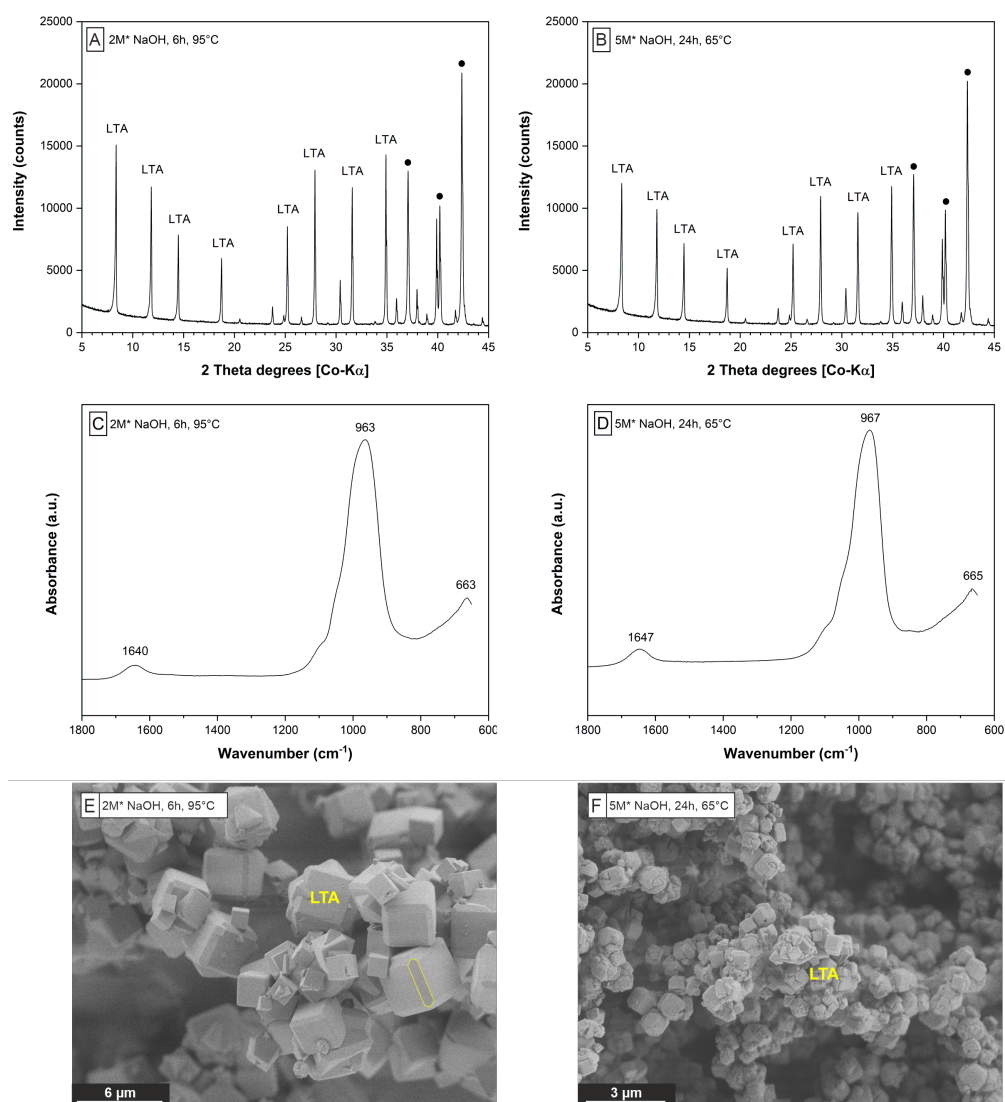 A 2M* NaOH, 6h, 95°C
25000
20000
15000
10000
5000
0
Intensity (counts)
LTA
LTA
LTA
LTA
LTA
LTA
LTA
LTA
5 10 15 20 25 30 35 40 45
2 Theta degrees [Co-Kα]
B 5M* NaOH, 24h, 65°C
25000
20000
15000
10000
5000
0
Intensity (counts)
LTA
LTA
LTA
LTA
LTA
LTA
LTA
LTA
5 10 15 20 25 30 35 40 45
2 Theta degrees [Co-Kα]
C 2M* NaOH, 6h, 95°C
963
663
1640
Absorbance (a.u.)
1800 1600 1400 1200 1000 800 600
Wavenumber (cm⁻¹)
D 5M* NaOH, 24h, 65°C
967
665
1647
Absorbance (a.u.)
1800 1600 1400 1200 1000 800 600
Wavenumber (cm⁻¹)
E 2M* NaOH, 6h, 95°C
LTA
6 µm
F 5M* NaOH, 24h, 65°C
LTA
3 µm